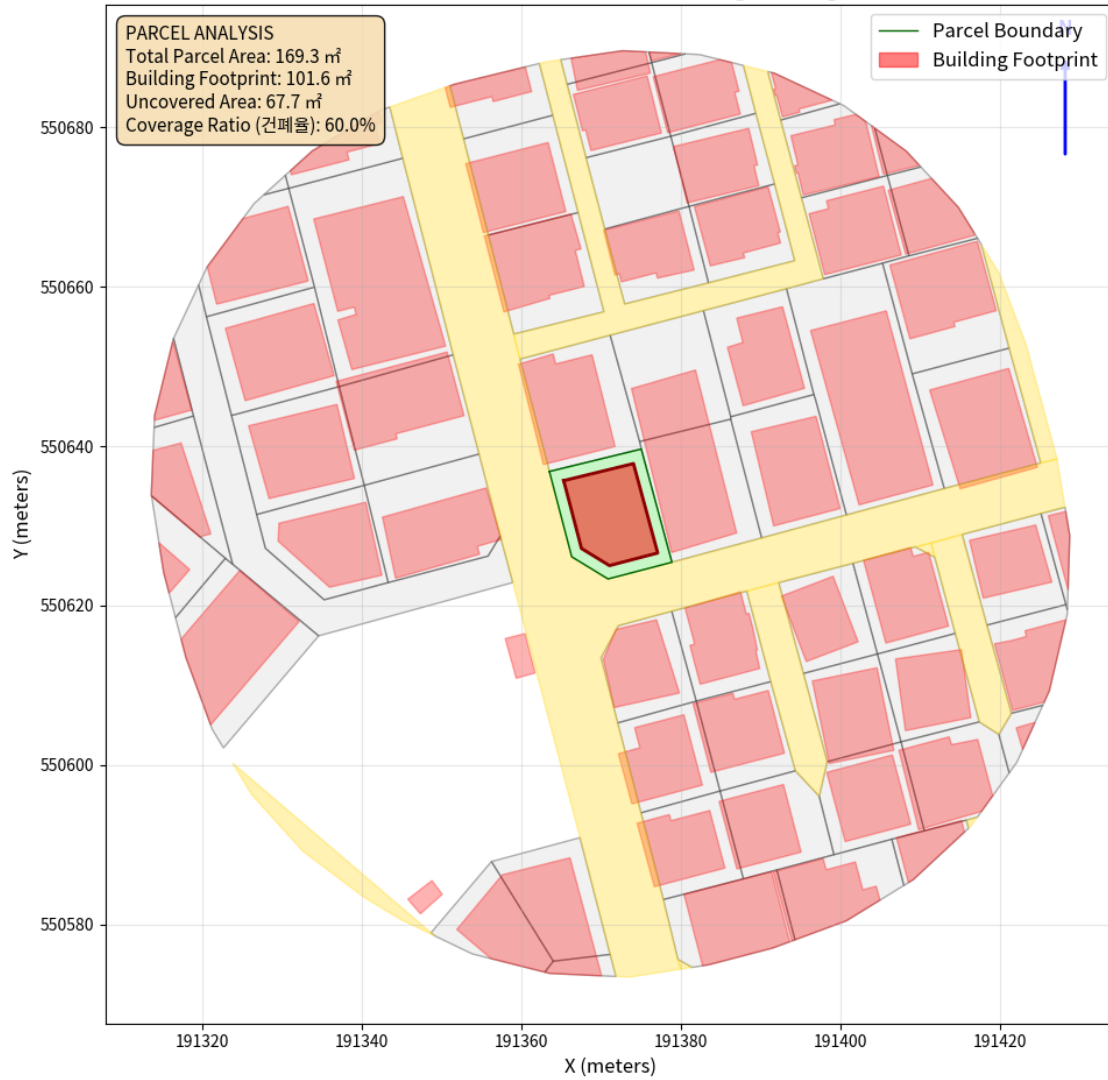 PARCEL ANALYSIS
Total Parcel Area: 169.3 ㎡
Building Footprint: 101.6 ㎡
Uncovered Area: 67.7 ㎡
Coverage Ratio (건폐율): 60.0%
N
Parcel Boundary
Building Footprint
550680
550660
550640
550620
550600
550580
Y (meters)
191320
191340
191360
191380
191400
191420
X (meters)